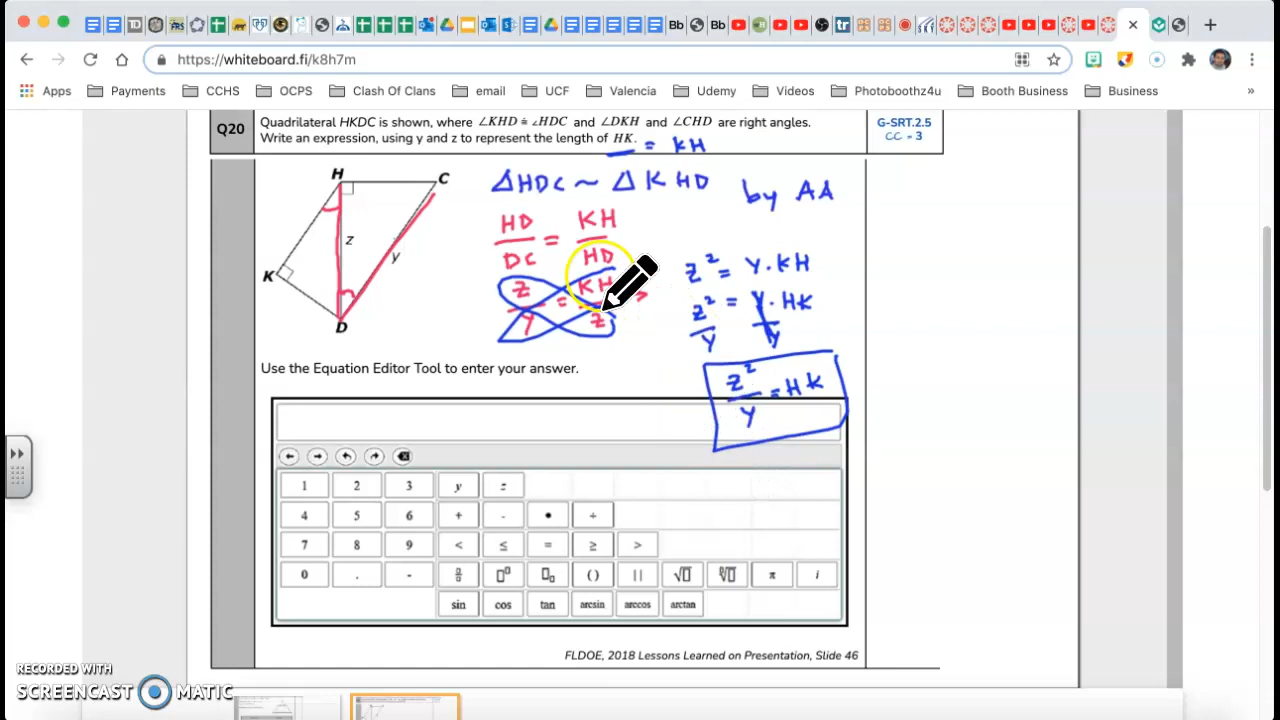 Bb Bb tr
https://whiteboard.fi/k8h7m
Apps Payments CCHS OCPS Clash Of Clans email UCF Valencia Udemy Videos Photoboothz4u Booth Business Business »
Q20
Quadrilateral HKDC is shown, where ∠KHD ≅ ∠HDC and ∠DKH and ∠CHD are right angles.
Write an expression, using y and z to represent the length of HK.
G-SRT.2.5
CC = 3
__ = KH
ΔHDC ~ ΔKHD by AA
H
C
K
D
z
y
HD/DC = KH/HD
Z/Y = KH/Z
z² = y·KH
z²/y = y·HK/y
z²/y = HK
Use the Equation Editor Tool to enter your answer.
1 2 3 y z
4 5 6 + - • ÷
7 8 9 < ≤ = ≥ >
0 . - ( ) | | π i
sin cos tan arcsin arccos arctan
FLDOE, 2018 Lessons Learned on Presentation, Slide 46
RECORDED WITH
SCREENCAST MATIC